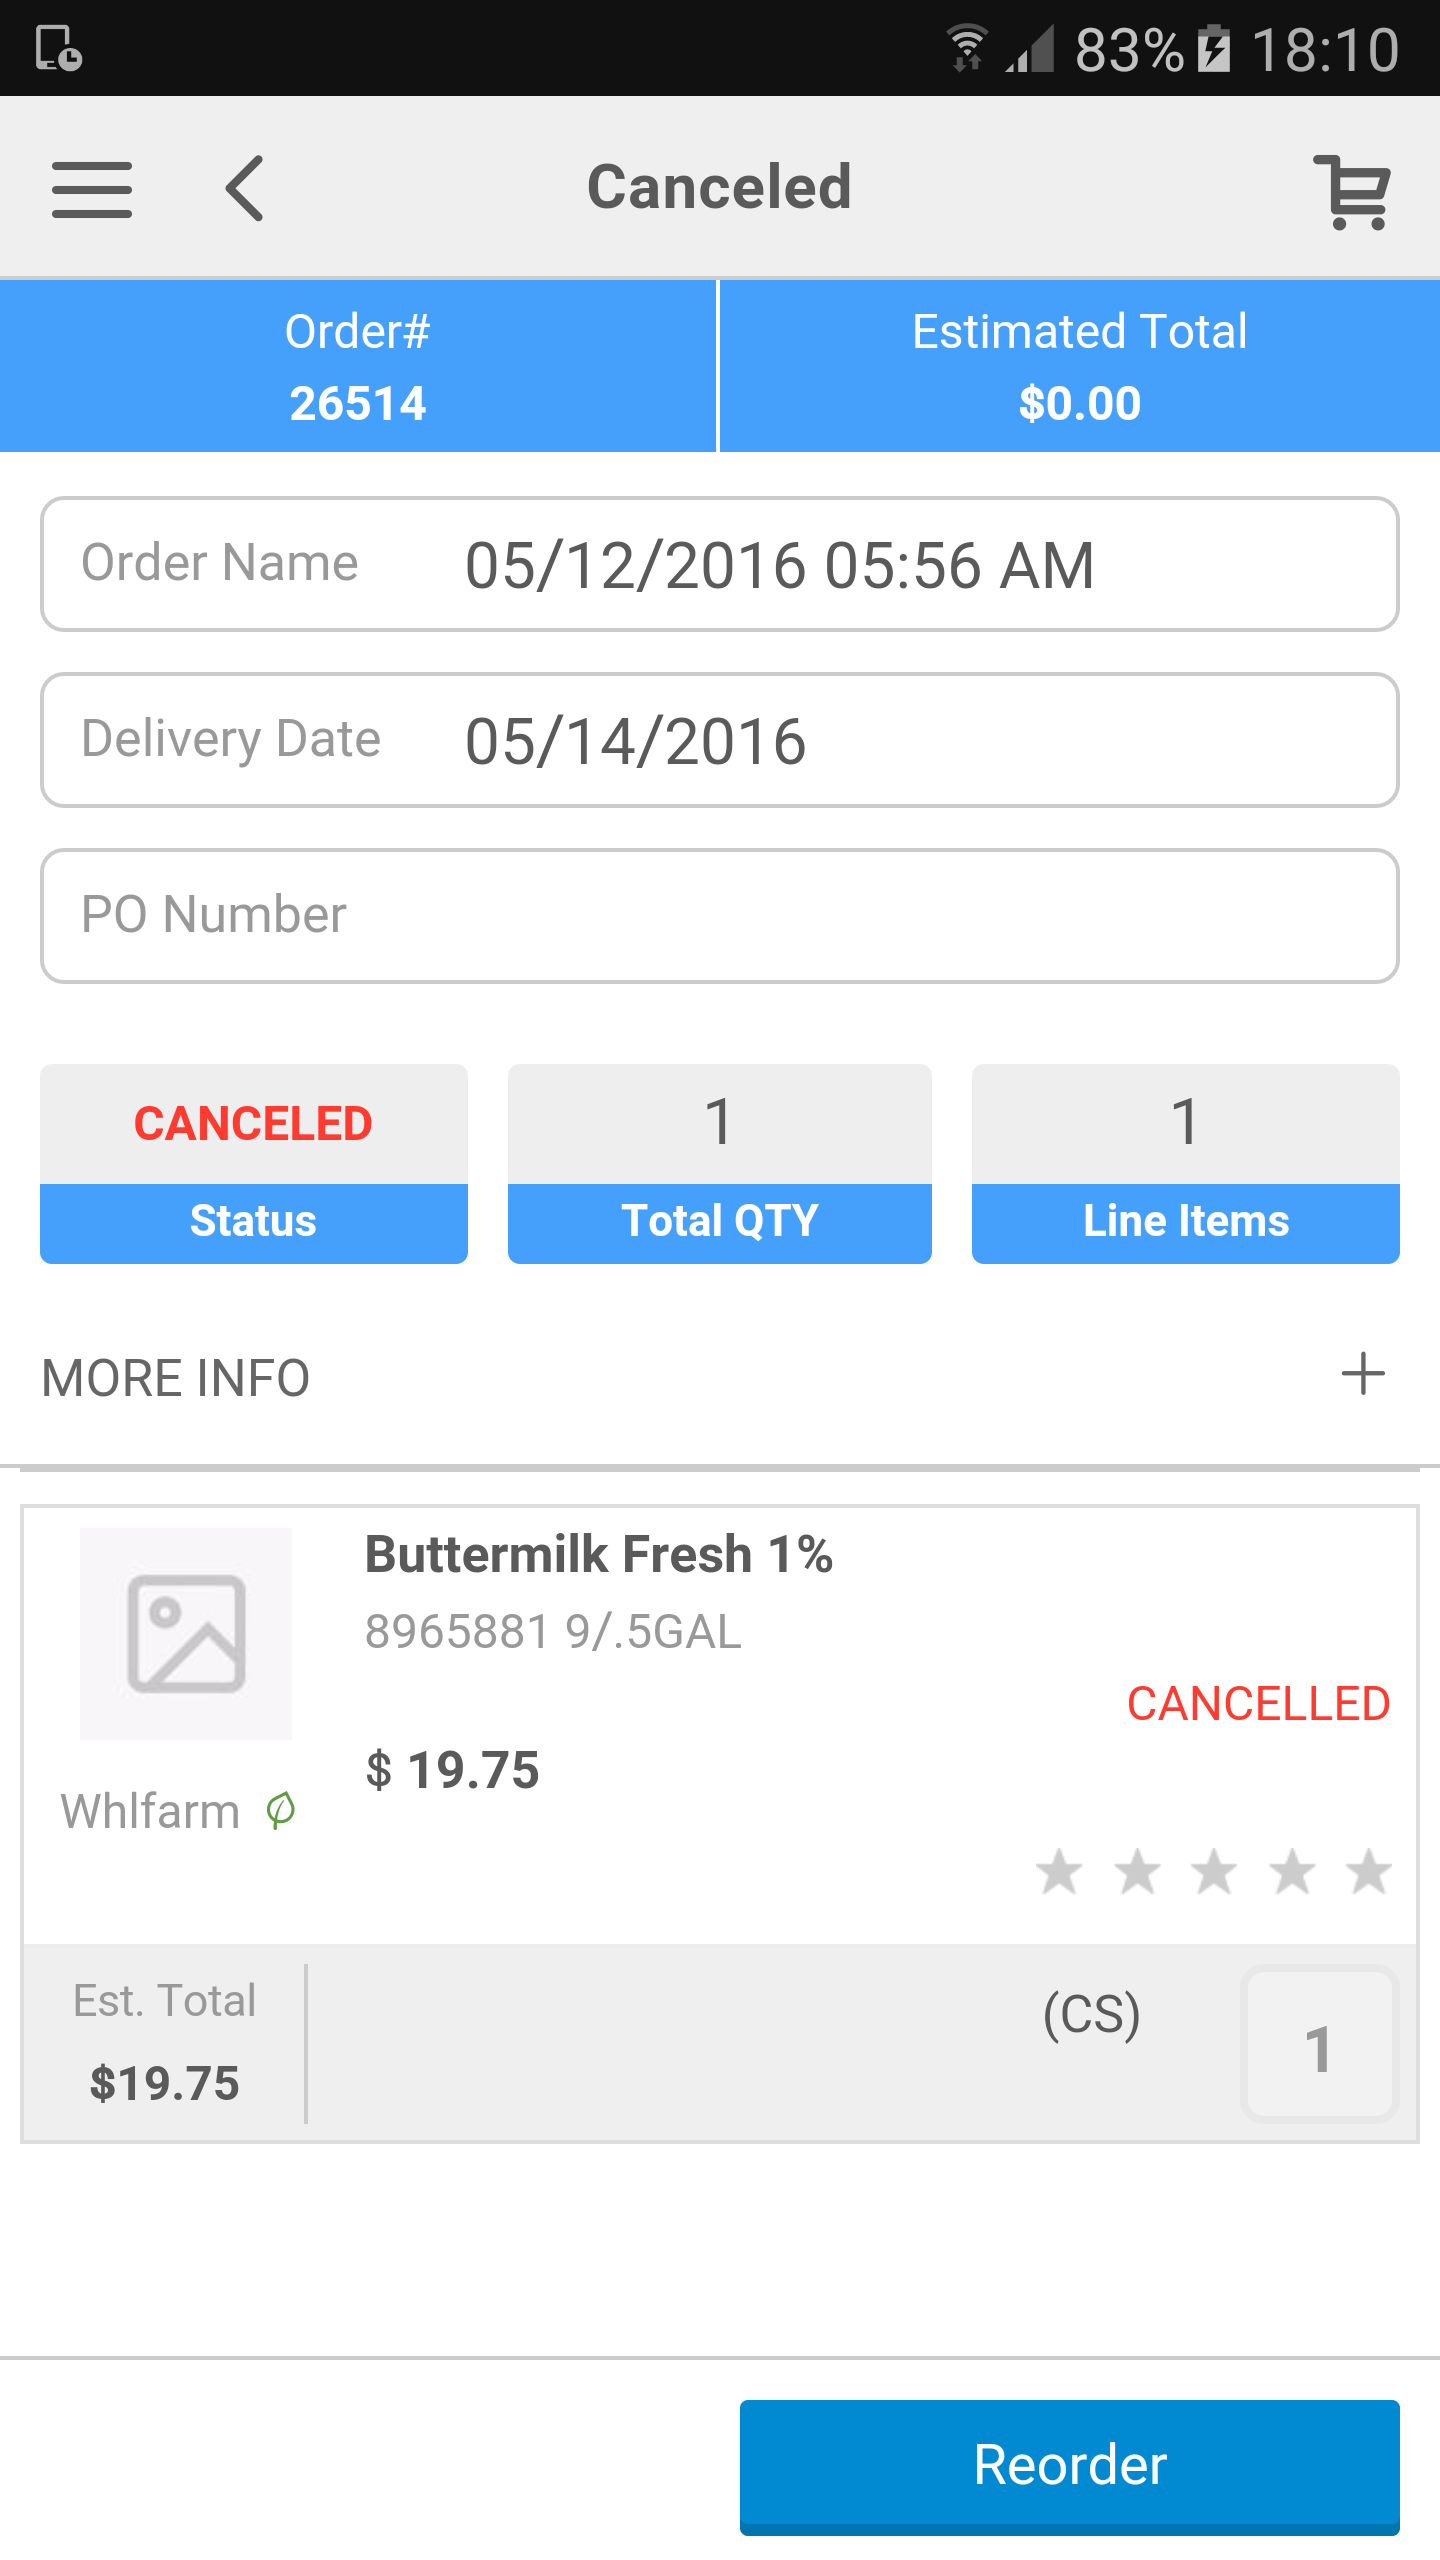 83% 18:10
Canceled
Order#
26514
Estimated Total
$0.00
Order Name 05/12/2016 05:56 AM
Delivery Date 05/14/2016
PO Number
CANCELED
Status
1
Total QTY
1
Line Items
MORE INFO
Buttermilk Fresh 1%
8965881 9/.5GAL
CANCELLED
$ 19.75
Whlfarm
Est. Total
$19.75
(CS)
1
Reorder